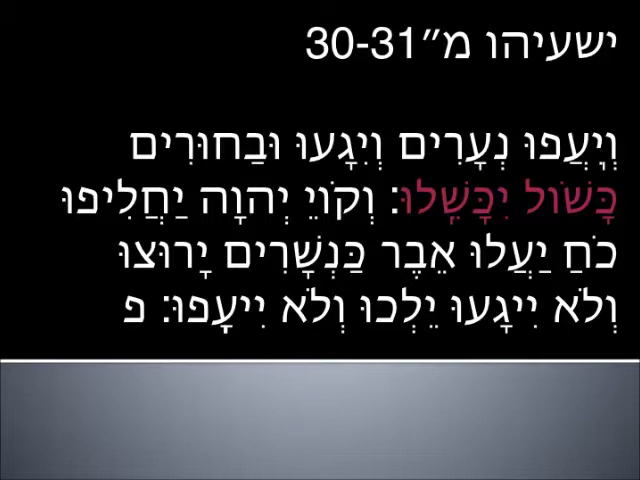 ישעיהו מ״30-31
וְיִֽעֲפוּ נְעָרִים וְיִגָעוּ וּבַחוּרִים
כָּשׁוֹל יִכָּשֵׁלוּ: וְקוֹוֵי יְהוָה יַחֲלִיפוּ
כֹחַ יַעֲלוּ אֵבֶר כַּנְשָׁרִים יָרוּצוּ
וְלֹא יִיגָעוּ יֵלְכוּ וְלֹא יִיעָפוּ: פ